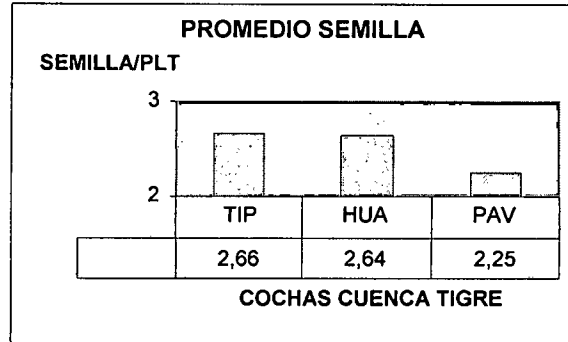 PROMEDIO SEMILLA
SEMILLA/PLT
3
2
TIP HUA PAV
2,66 2,64 2,25
COCHAS CUENCA TIGRE